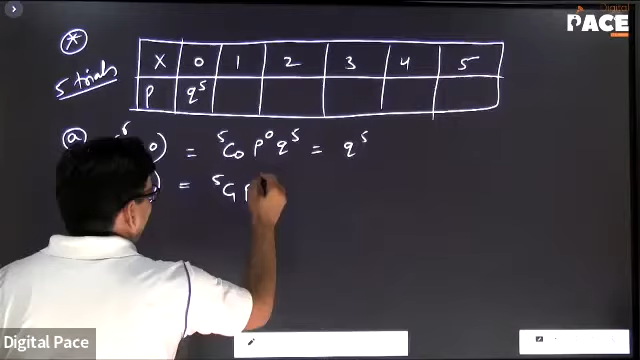 Digital
PACE
*
5 trials
X 0 1 2 3 4 5
P q⁵
a 0) = ⁵C₀ p⁰ q⁵ = q⁵
) = ⁵C₁ p
Digital Pace